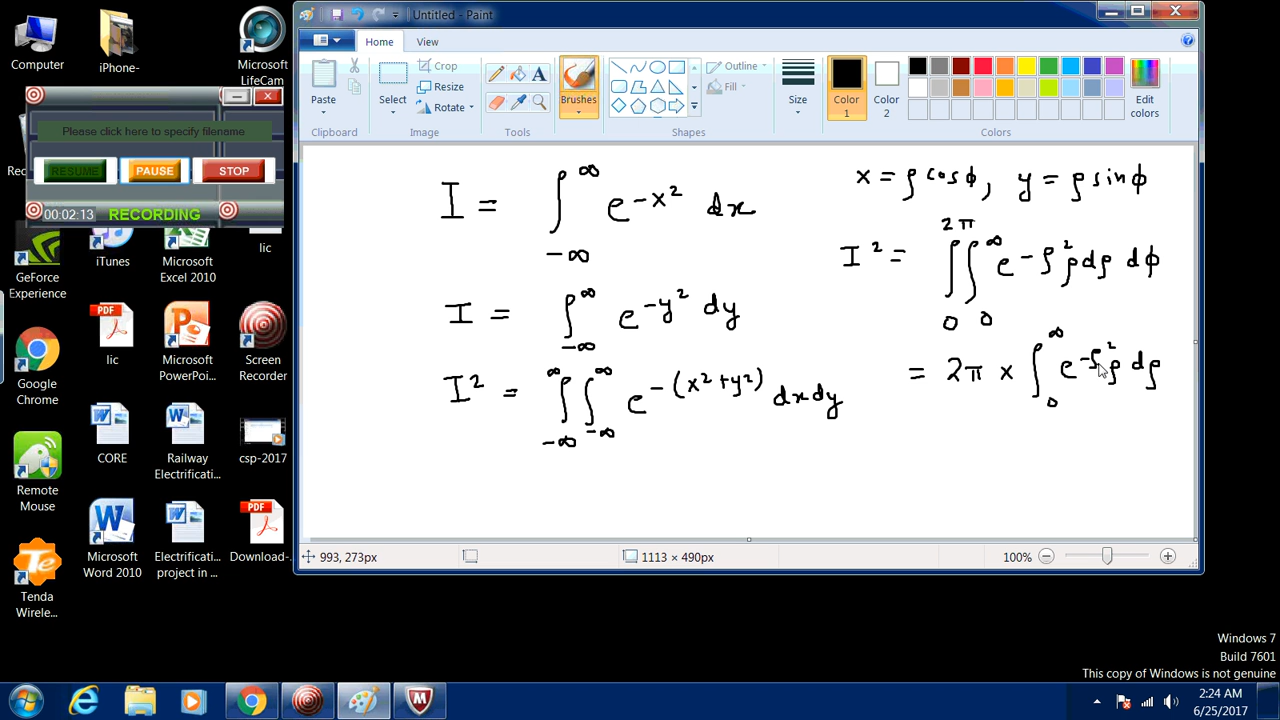 Computer
iPhone-
Microsoft LifeCam
Please click here to specify filename
RESUME
PAUSE
STOP
00:02:13
RECORDING
lic
GeForce Experience
iTunes
Microsoft Excel 2010
Google Chrome
lic
Microsoft PowerPoi...
Screen Recorder
Remote Mouse
CORE
Railway Electrificati...
csp-2017
Tenda Wirele...
Microsoft Word 2010
Electrificati... project in ...
Download-...
Untitled - Paint
Home
View
Paste
Select
Crop
Resize
Rotate
A
Brushes
Outline
Fill
Size
Color 1
Color 2
Edit colors
Clipboard
Image
Tools
Shapes
Colors
I = ∫_{-∞}^{∞} e^{-x²} dx
I = ∫_{-∞}^{∞} e^{-y²} dy
I² = ∫_{-∞}^{∞} ∫_{-∞}^{∞} e^{-(x²+y²)} dxdy
x = ρ cosϕ, y = ρ sinϕ
I² = ∫_0^{2π} ∫_0^{∞} e^{-ρ²} ρdρ dϕ
= 2π x ∫_0^{∞} e^{-ρ²} ρ dρ
993, 273px
1113 × 490px
100%
Windows 7
Build 7601
This copy of Windows is not genuine
2:24 AM
6/25/2017